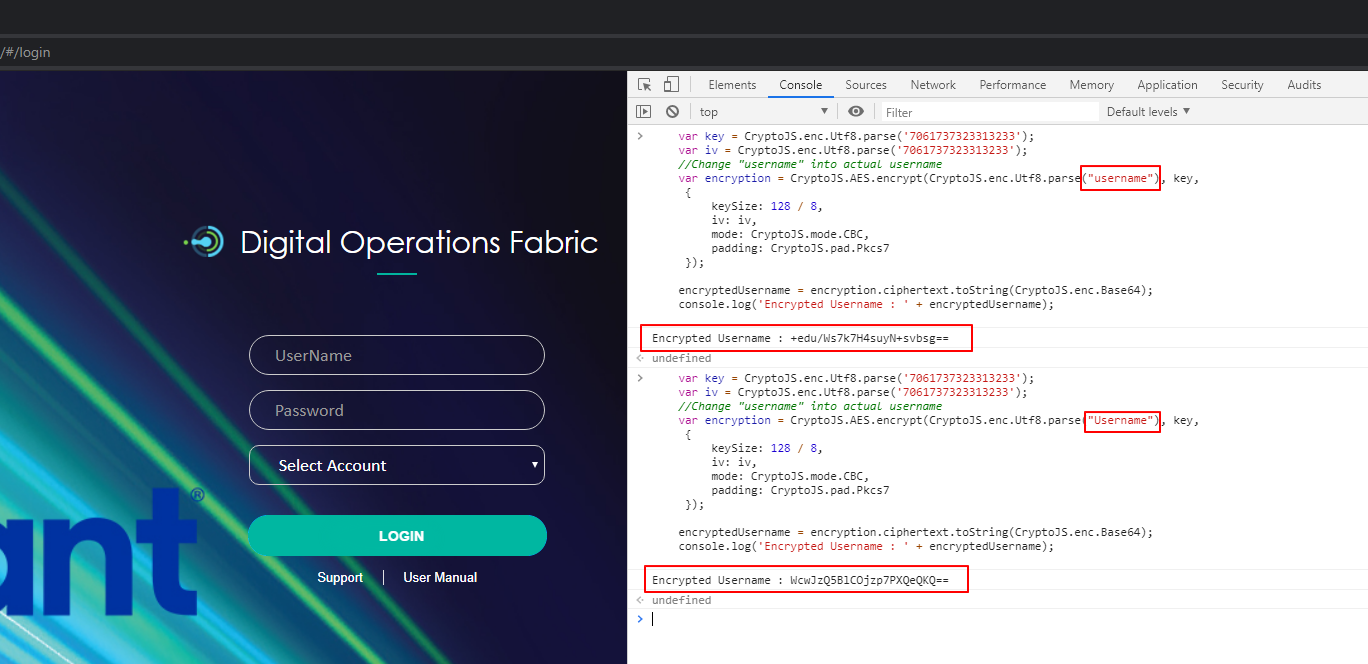 /#/login
Elements Console Sources Network Performance Memory Application Security Audits
top ▼ Filter Default levels ▼
Digital Operations Fabric
UserName
Password
Select Account ▼
LOGIN
Support | User Manual
ant®
> var key = CryptoJS.enc.Utf8.parse('7061737323313233');
var iv = CryptoJS.enc.Utf8.parse('7061737323313233');
//Change "username" into actual username
var encryption = CryptoJS.AES.encrypt(CryptoJS.enc.Utf8.parse("username"), key,
{
keySize: 128 / 8,
iv: iv,
mode: CryptoJS.mode.CBC,
padding: CryptoJS.pad.Pkcs7
});
encryptedUsername = encryption.ciphertext.toString(CryptoJS.enc.Base64);
console.log('Encrypted Username : ' + encryptedUsername);
Encrypted Username : +edu/Ws7k7H4suyN+svbsg==
undefined
> var key = CryptoJS.enc.Utf8.parse('7061737323313233');
var iv = CryptoJS.enc.Utf8.parse('7061737323313233');
//Change "username" into actual username
var encryption = CryptoJS.AES.encrypt(CryptoJS.enc.Utf8.parse("Username"), key,
{
keySize: 128 / 8,
iv: iv,
mode: CryptoJS.mode.CBC,
padding: CryptoJS.pad.Pkcs7
});
encryptedUsername = encryption.ciphertext.toString(CryptoJS.enc.Base64);
console.log('Encrypted Username : ' + encryptedUsername);
Encrypted Username : WcwJzQ5BlCOjzp7PXQeQKQ==
undefined
>